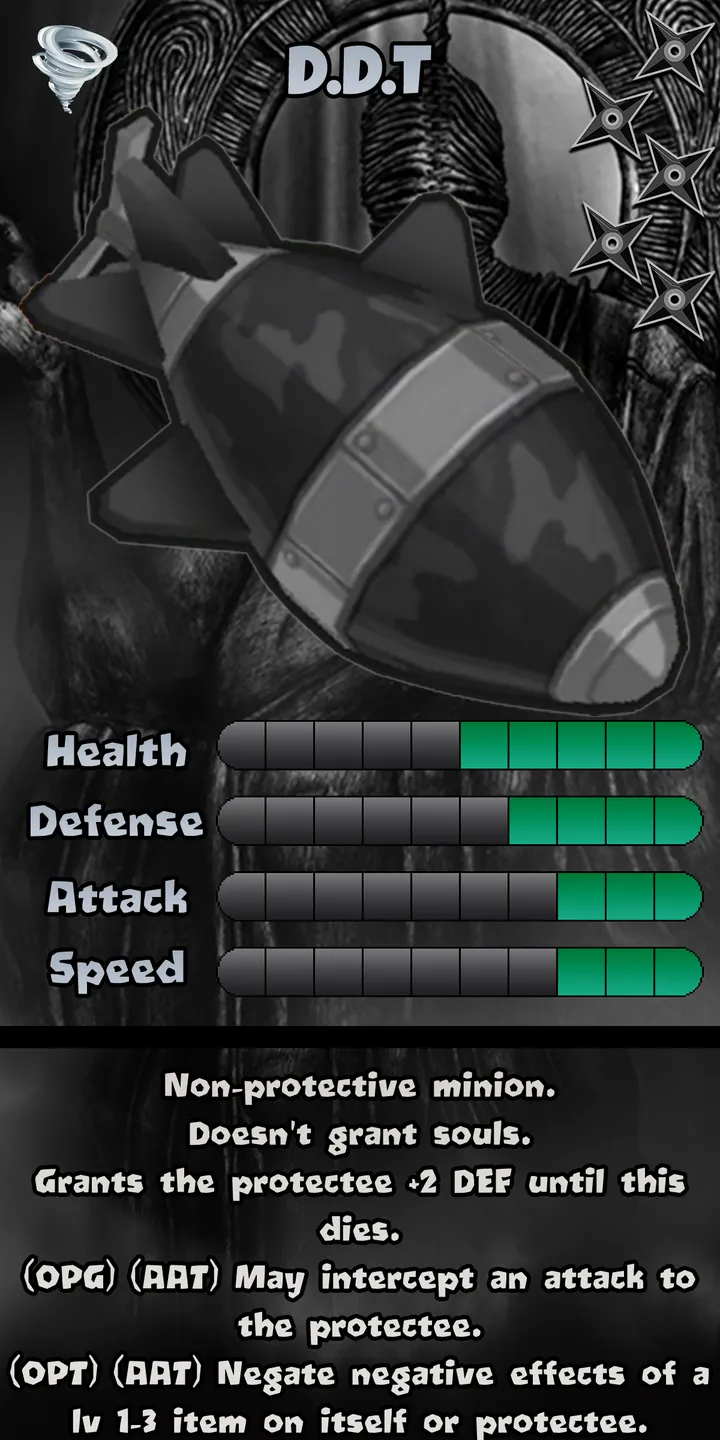 D.D.T
Health
Defense
Attack
Speed
Non-protective minion.
Doesn't grant souls.
Grants the protectee +2 DEF until this
dies.
(OPG) (AAT) May intercept an attack to
the protectee.
(OPT) (AAT) Negate negative effects of a
lv 1-3 item on itself or protectee.